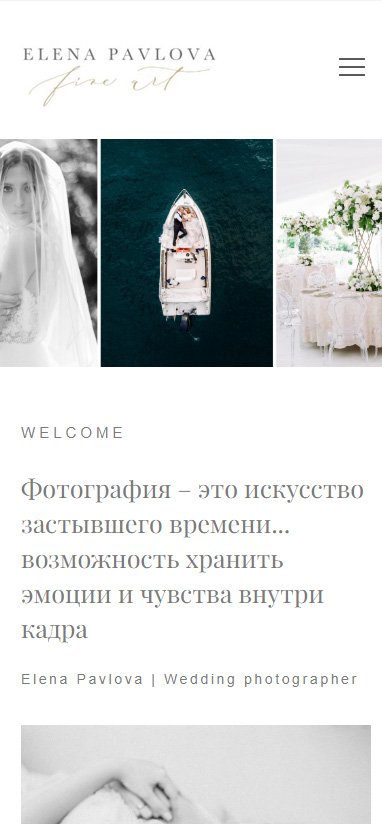 ELENA PAVLOVA
fine art
WELCOME
Фотография – это искусство
застывшего времени...
возможность хранить
эмоции и чувства внутри
кадра
Elena Pavlova | Wedding photographer